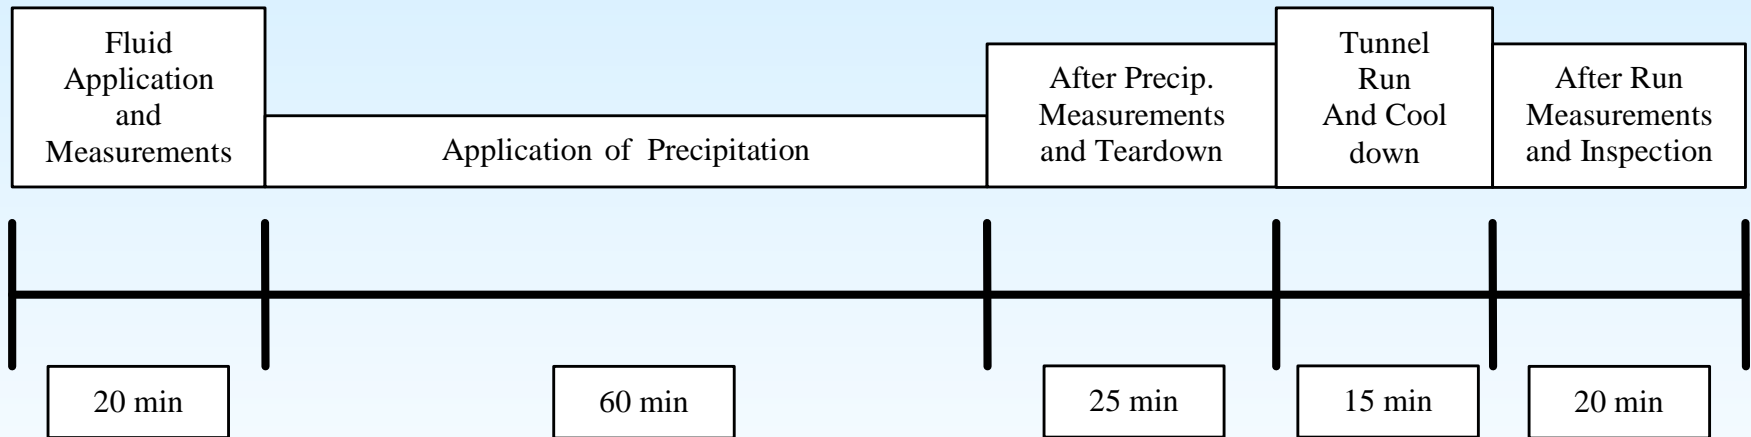 Fluid
Application
and
Measurements
Application of Precipitation
After Precip.
Measurements
and Teardown
Tunnel
Run
And Cool
down
After Run
Measurements
and Inspection
20 min
60 min
25 min
15 min
20 min